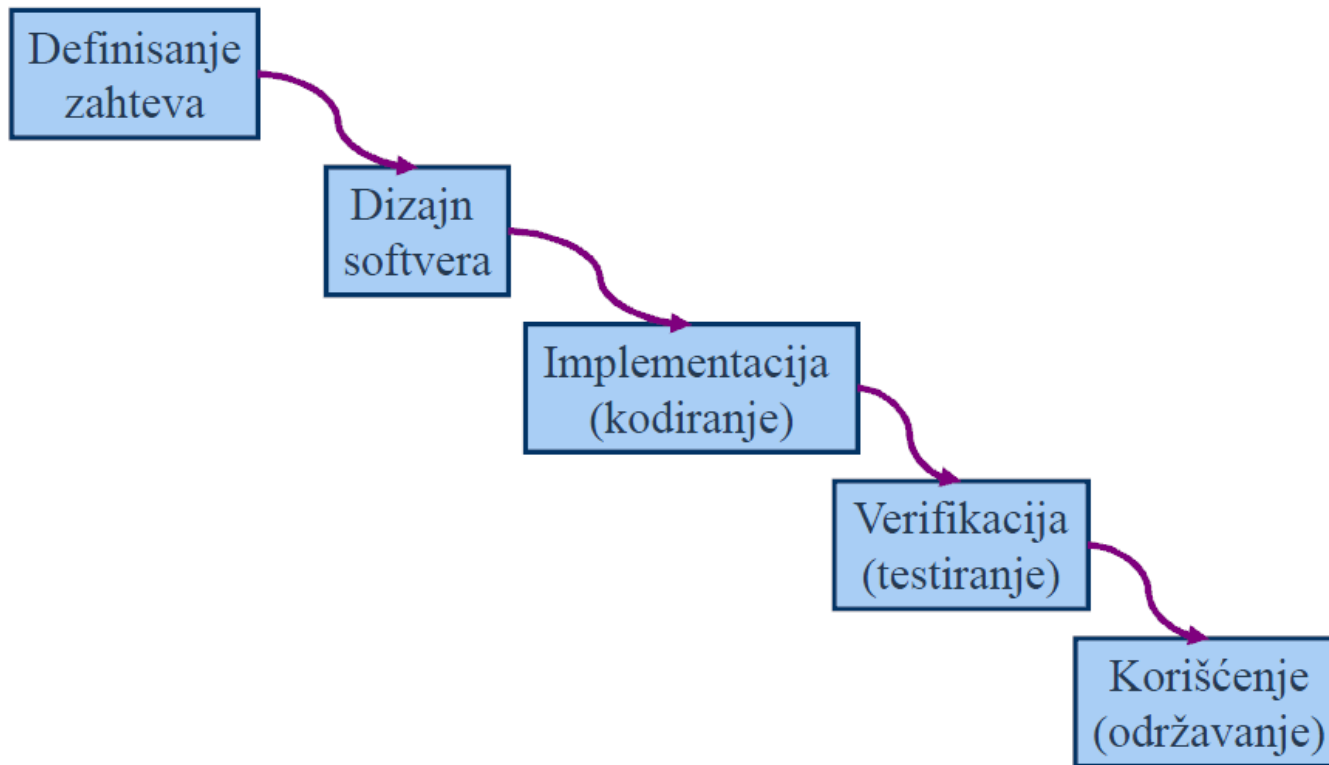 Definisanje
zahteva
Dizajn
softvera
Implementacija
(kodiranje)
Verifikacija
(testiranje)
Korišćenje
(održavanje)